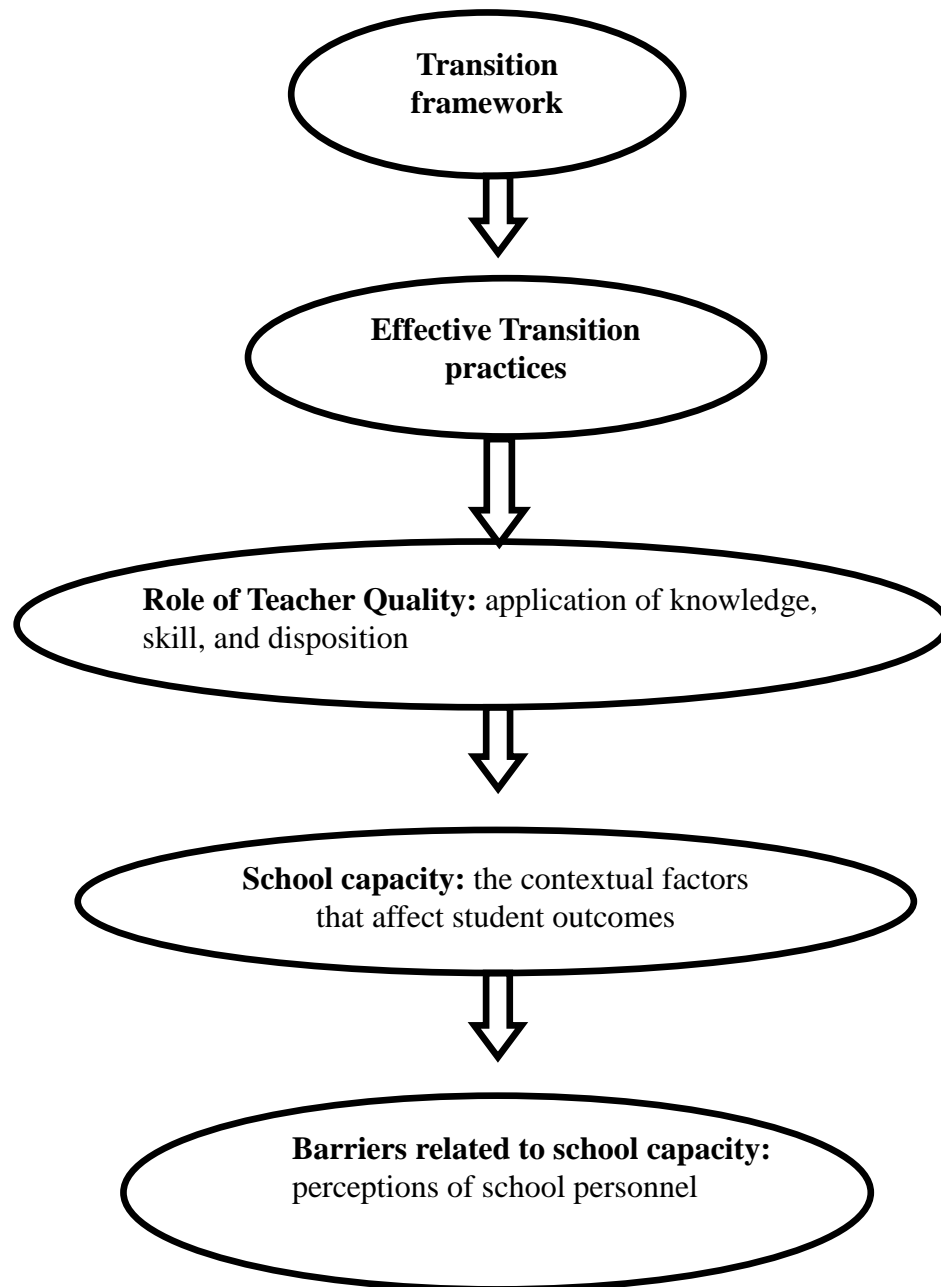 Transition
framework
Effective Transition
practices
Role of Teacher Quality: application of knowledge,
skill, and disposition
School capacity: the contextual factors
that affect student outcomes
Barriers related to school capacity:
perceptions of school personnel